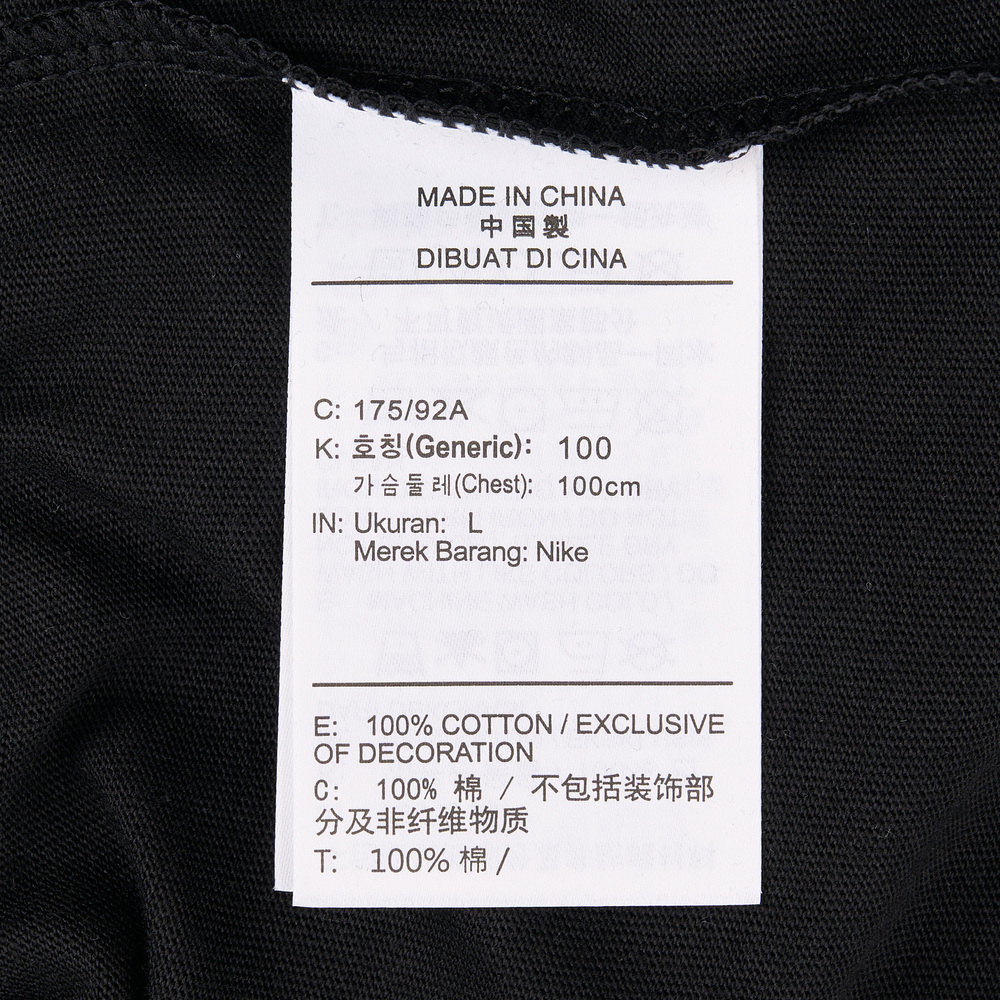 MADE IN CHINA
中国製
DIBUAT DI CINA
C: 175/92A
K: 호칭(Generic): 100
가슴둘레(Chest): 100cm
IN: Ukuran: L
Merek Barang: Nike
E: 100% COTTON / EXCLUSIVE
OF DECORATION
C: 100% 棉 / 不包括装饰部
分及非纤维物质
T: 100% 棉 /